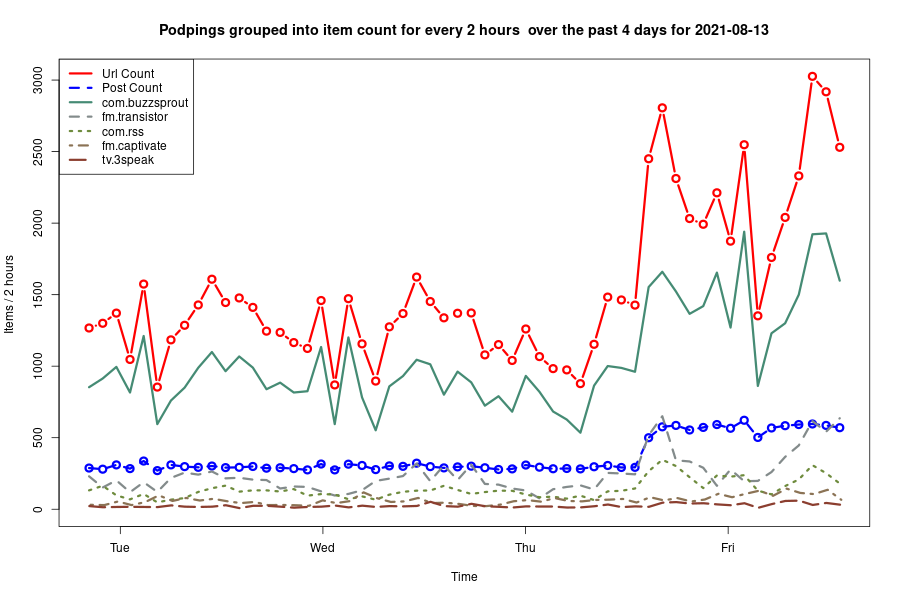 Podpings grouped into item count for every 2 hours  over the past 4 days for 2021-08-13
Url Count
Post Count
com.buzzsprout
fm.transistor
com.rss
fm.captivate
tv.3speak
Items / 2 hours
3000
2500
2000
1500
1000
500
0
Tue Wed Thu Fri
Time